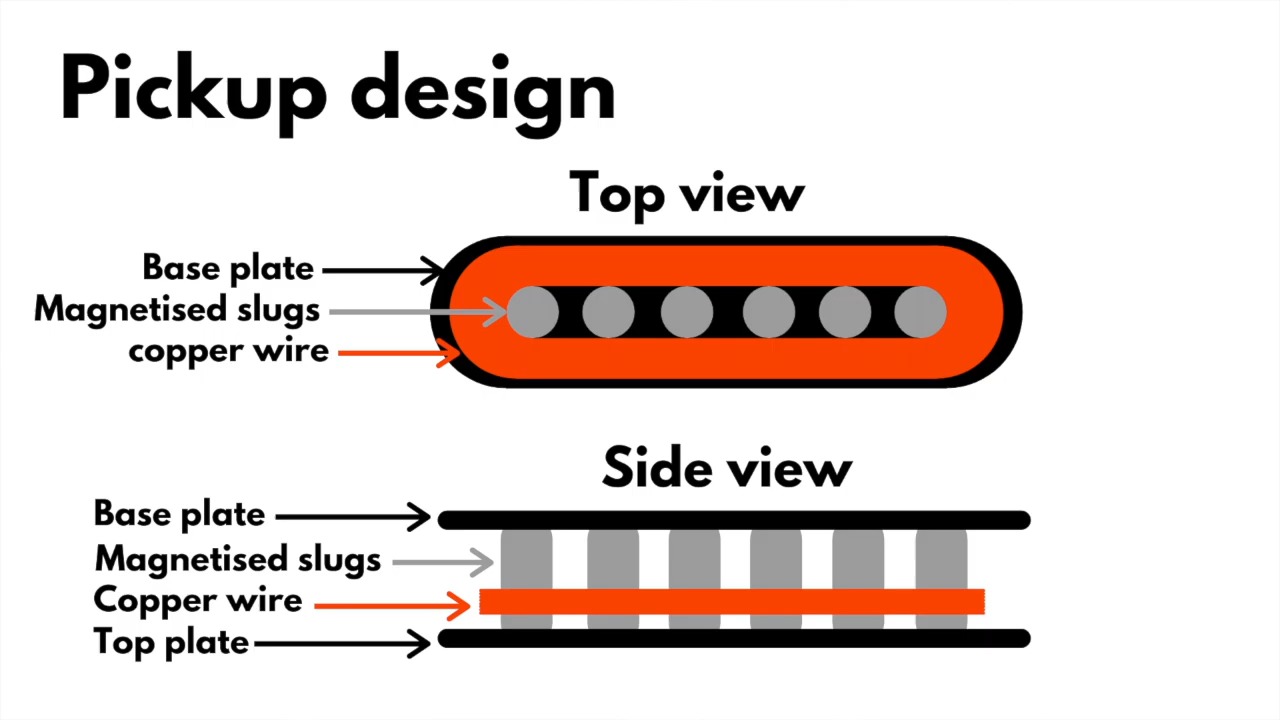 Pickup design
Top view
Base plate
Magnetised slugs
copper wire
Side view
Base plate
Magnetised slugs
Copper wire
Top plate